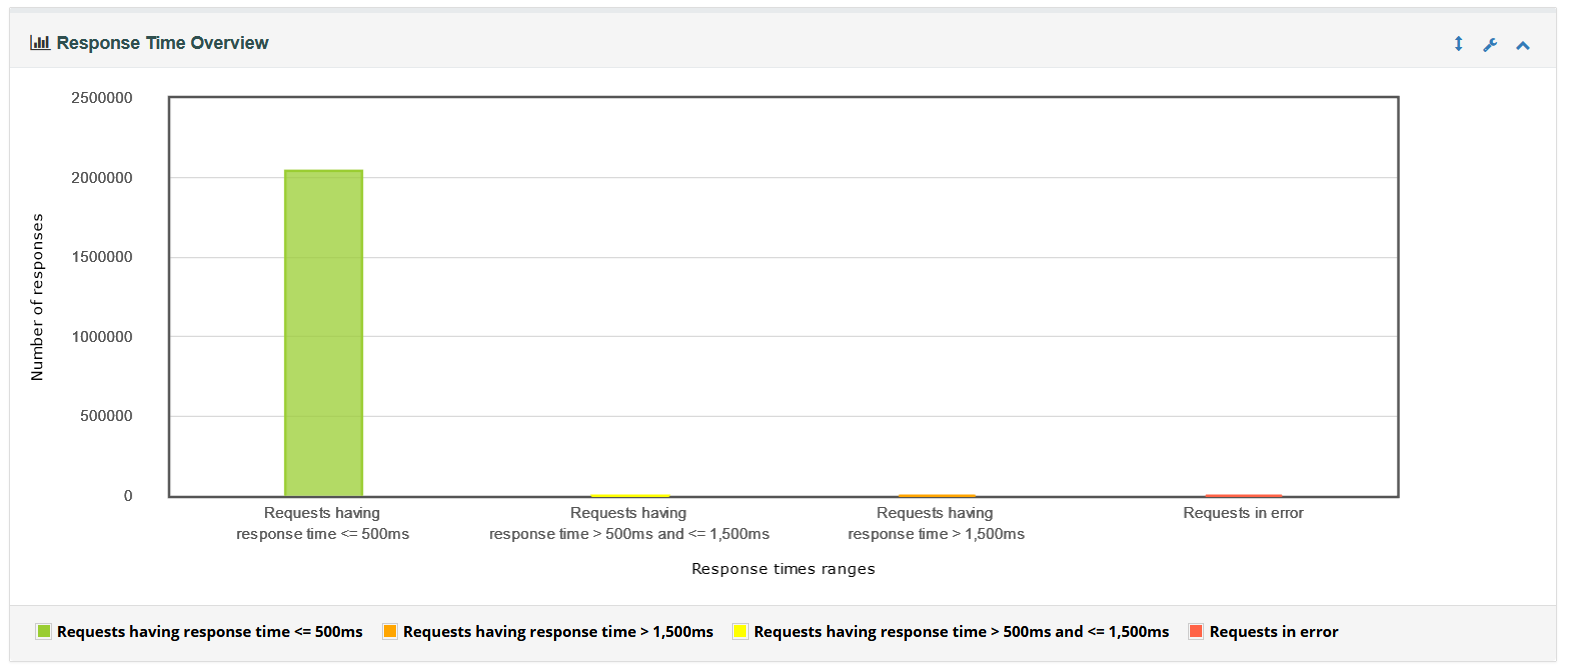 Response Time Overview
2500000
2000000
1500000
1000000
500000
0
Number of responses
Requests having
response time <= 500ms
Requests having
response time > 500ms and <= 1,500ms
Requests having
response time > 1,500ms
Requests in error
Response times ranges
Requests having response time <= 500ms
Requests having response time > 1,500ms
Requests having response time > 500ms and <= 1,500ms
Requests in error